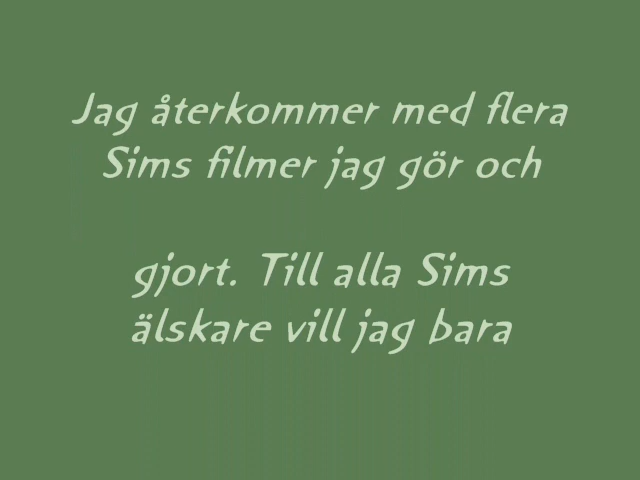 Jag återkommer med flera
Sims filmer jag gör och
gjort. Till alla Sims
älskare vill jag bara